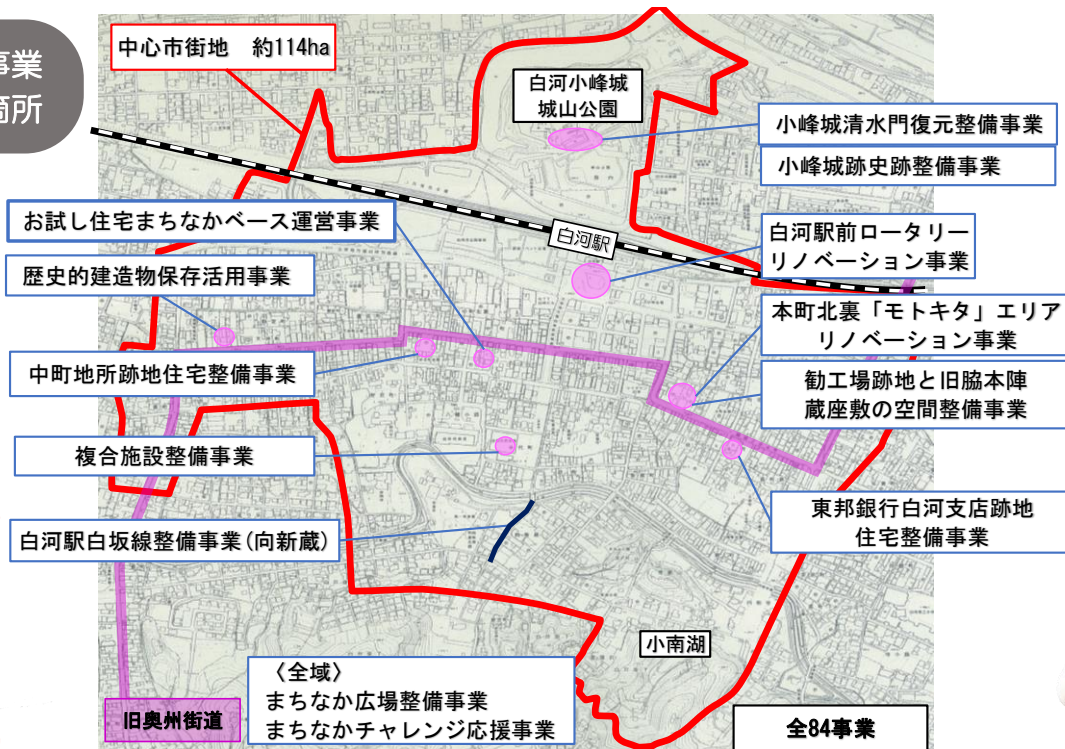 事業
箇所
中心市街地 約114ha
白河小峰城
城山公園
小峰城清水門復元整備事業
小峰城跡史跡整備事業
お試し住宅まちなかベース運営事業
白河駅
白河駅前ロータリー
リノベーション事業
歴史的建造物保存活用事業
本町北裏「モトキタ」エリア
リノベーション事業
中町地所跡地住宅整備事業
勧工場跡地と旧脇本陣
蔵座敷の空間整備事業
複合施設整備事業
東邦銀行白河支店跡地
住宅整備事業
白河駅白坂線整備事業(向新蔵)
小南湖
〈全域〉
まちなか広場整備事業
まちなかチャレンジ応援事業
旧奥州街道
全84事業